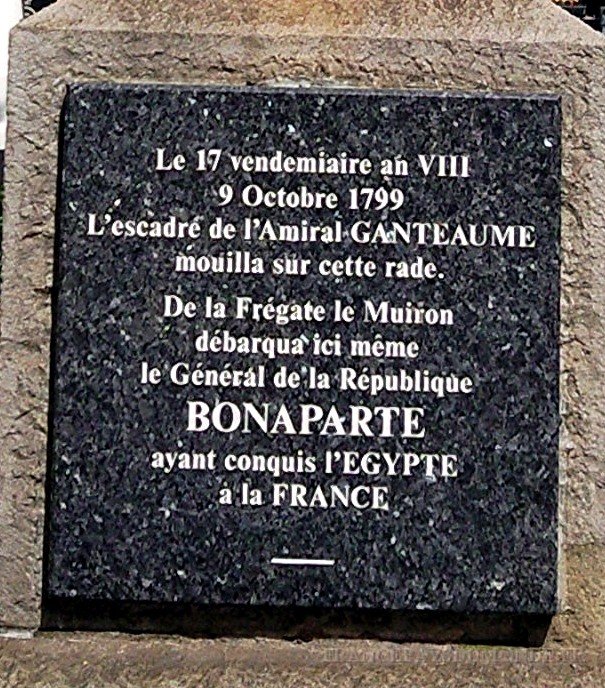 Le 17 vendemiaire an VIII
9 Octobre 1799
L'escadre de l'Amiral GANTEAUME
mouilla sur cette rade.
De la Frégate le Muiron
débarqua ici même
le Général de la République
BONAPARTE
ayant conquis l'EGYPTE
à la FRANCE